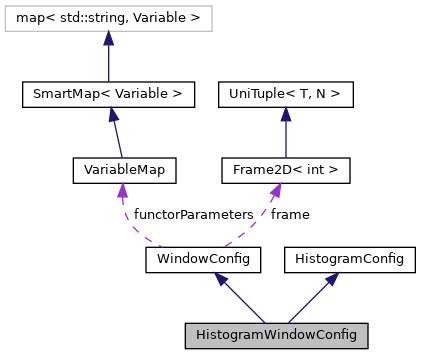 map< std::string, Variable >
SmartMap< Variable >
UniTuple< T, N >
VariableMap
Frame2D< int >
functorParameters
frame
WindowConfig
HistogramConfig
HistogramWindowConfig